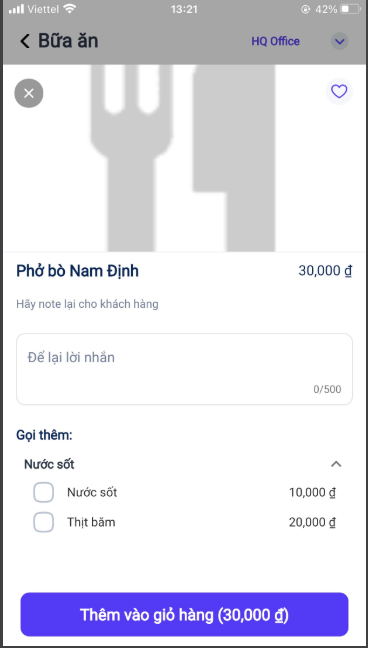 Viettel 13:21 42%
Bữa ăn HQ Office
Phở bò Nam Định 30,000 ₫
Hãy note lại cho khách hàng
Để lại lời nhắn
0/500
Gọi thêm:
Nước sốt
Nước sốt 10,000 ₫
Thịt băm 20,000 ₫
Thêm vào giỏ hàng (30,000 ₫)